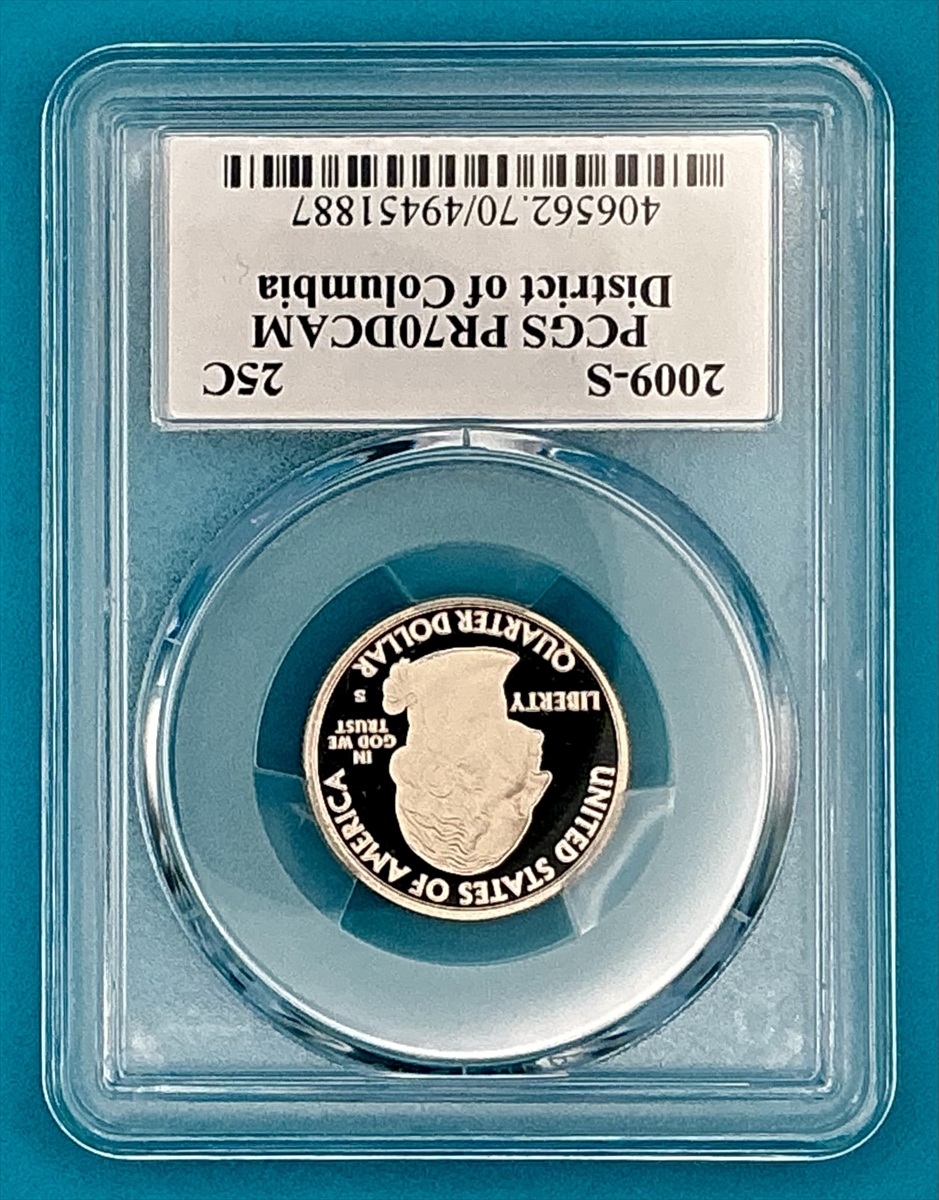 2009-S 25C
PCGS PR70DCAM
District of Columbia
406562.70/49451887
UNITED STATES OF AMERICA
LIBERTY
IN
GOD WE
TRUST
S
QUARTER DOLLAR